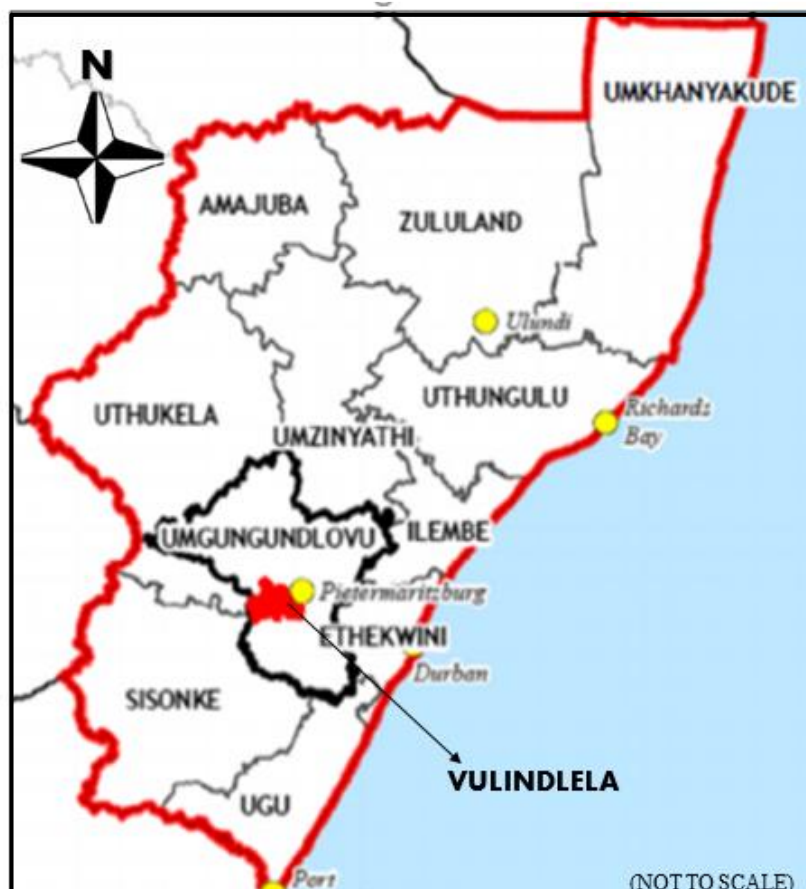 N
UMKHANYAKUDE
AMAJUBA
ZULULAND
Ulundi
UTHUKELA
UTHUNGULU
Richards
Bay
UMZINYATHI
UMGUNGUNDLOVU
ILEMBE
Pietermaritzburg
ETHEKWINI
Durban
SISONKE
VULINDLELA
UGU
Port
(NOT TO SCALE)